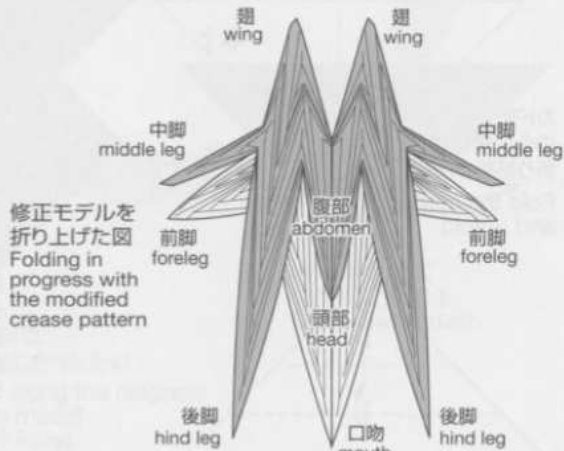 翅
wing
翅
wing
中脚
middle leg
中脚
middle leg
修正モデルを
折り上げた図
Folding in
progress with
the modified
crease pattern
前脚
foreleg
腹部
abdomen
前脚
foreleg
頭部
head
後脚
hind leg
口吻
mouth
後脚
hind leg